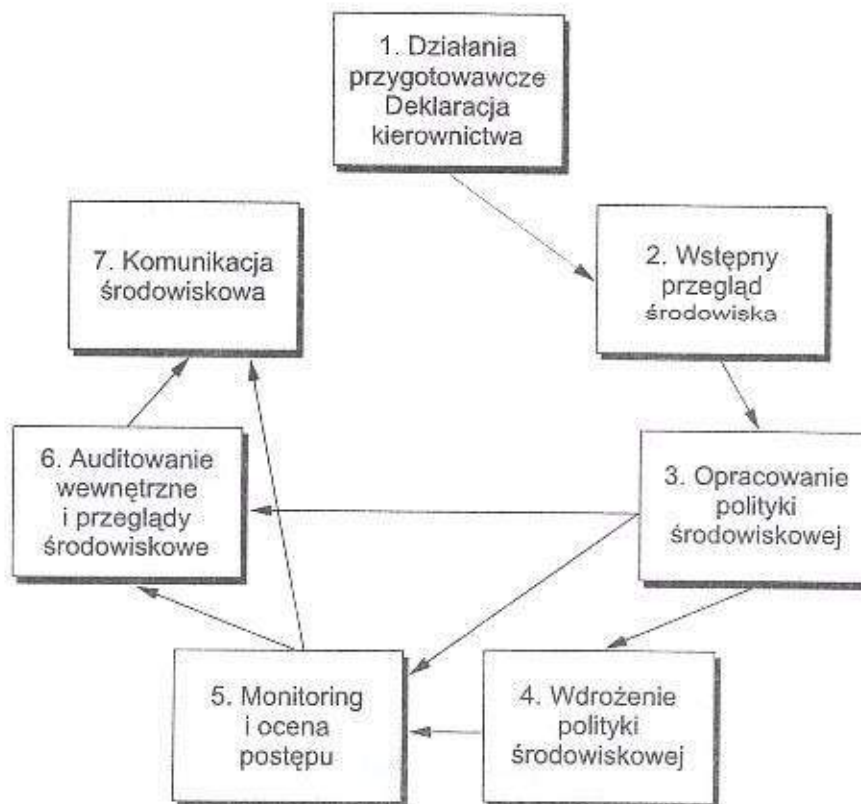 1. Działania
przygotowawcze
Deklaracja
kierownictwa
2. Wstępny
przegląd
środowiska
3. Opracowanie
polityki
środowiskowej
4. Wdrożenie
polityki
środowiskowej
5. Monitoring
i ocena
postępu
6. Auditowanie
wewnętrzne
i przeglądy
środowiskowe
7. Komunikacja
środowiskowa